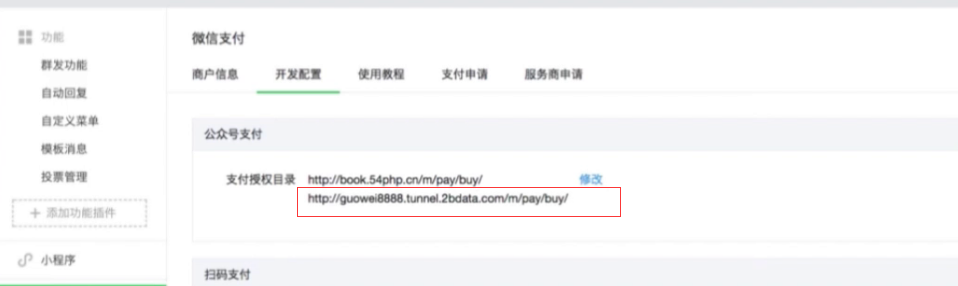 功能
群发功能
自动回复
自定义菜单
模板消息
投票管理
+ 添加功能插件
小程序
微信支付
商户信息 开发配置 使用教程 支付申请 服务商申请
公众号支付
支付授权目录 http://book.54php.cn/m/pay/buy/ 修改
http://guowei8888.tunnel.2bdata.com/m/pay/buy/
扫码支付